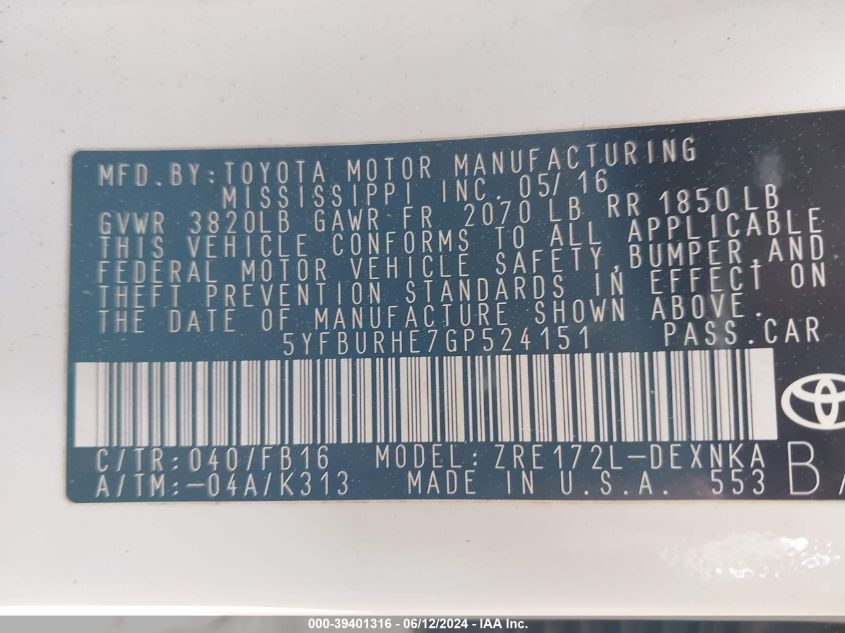 MFD.BY:TOYOTA MOTOR MANUFACTURING
MISSISSIPPI INC. 05/16
GVWR 3820LB GAWR FR 2070 LB RR 1850 LB
THIS VEHICLE CONFORMS TO ALL APPLICABLE
FEDERAL MOTOR VEHICLE SAFETY,BUMPER,AND
THEFT PREVENTION STANDARDS IN EFFECT ON
THE DATE OF MANUFACTURE SHOWN ABOVE.
5YFBURHE7GP524151 PASS.CAR
C/TR:040/FB16 MODEL:ZRE172L-DEXNKA
A/TM:-04A/K313 MADE IN U.S.A. 553 B
000-39401316 - 06/12/2024 - IAA Inc.